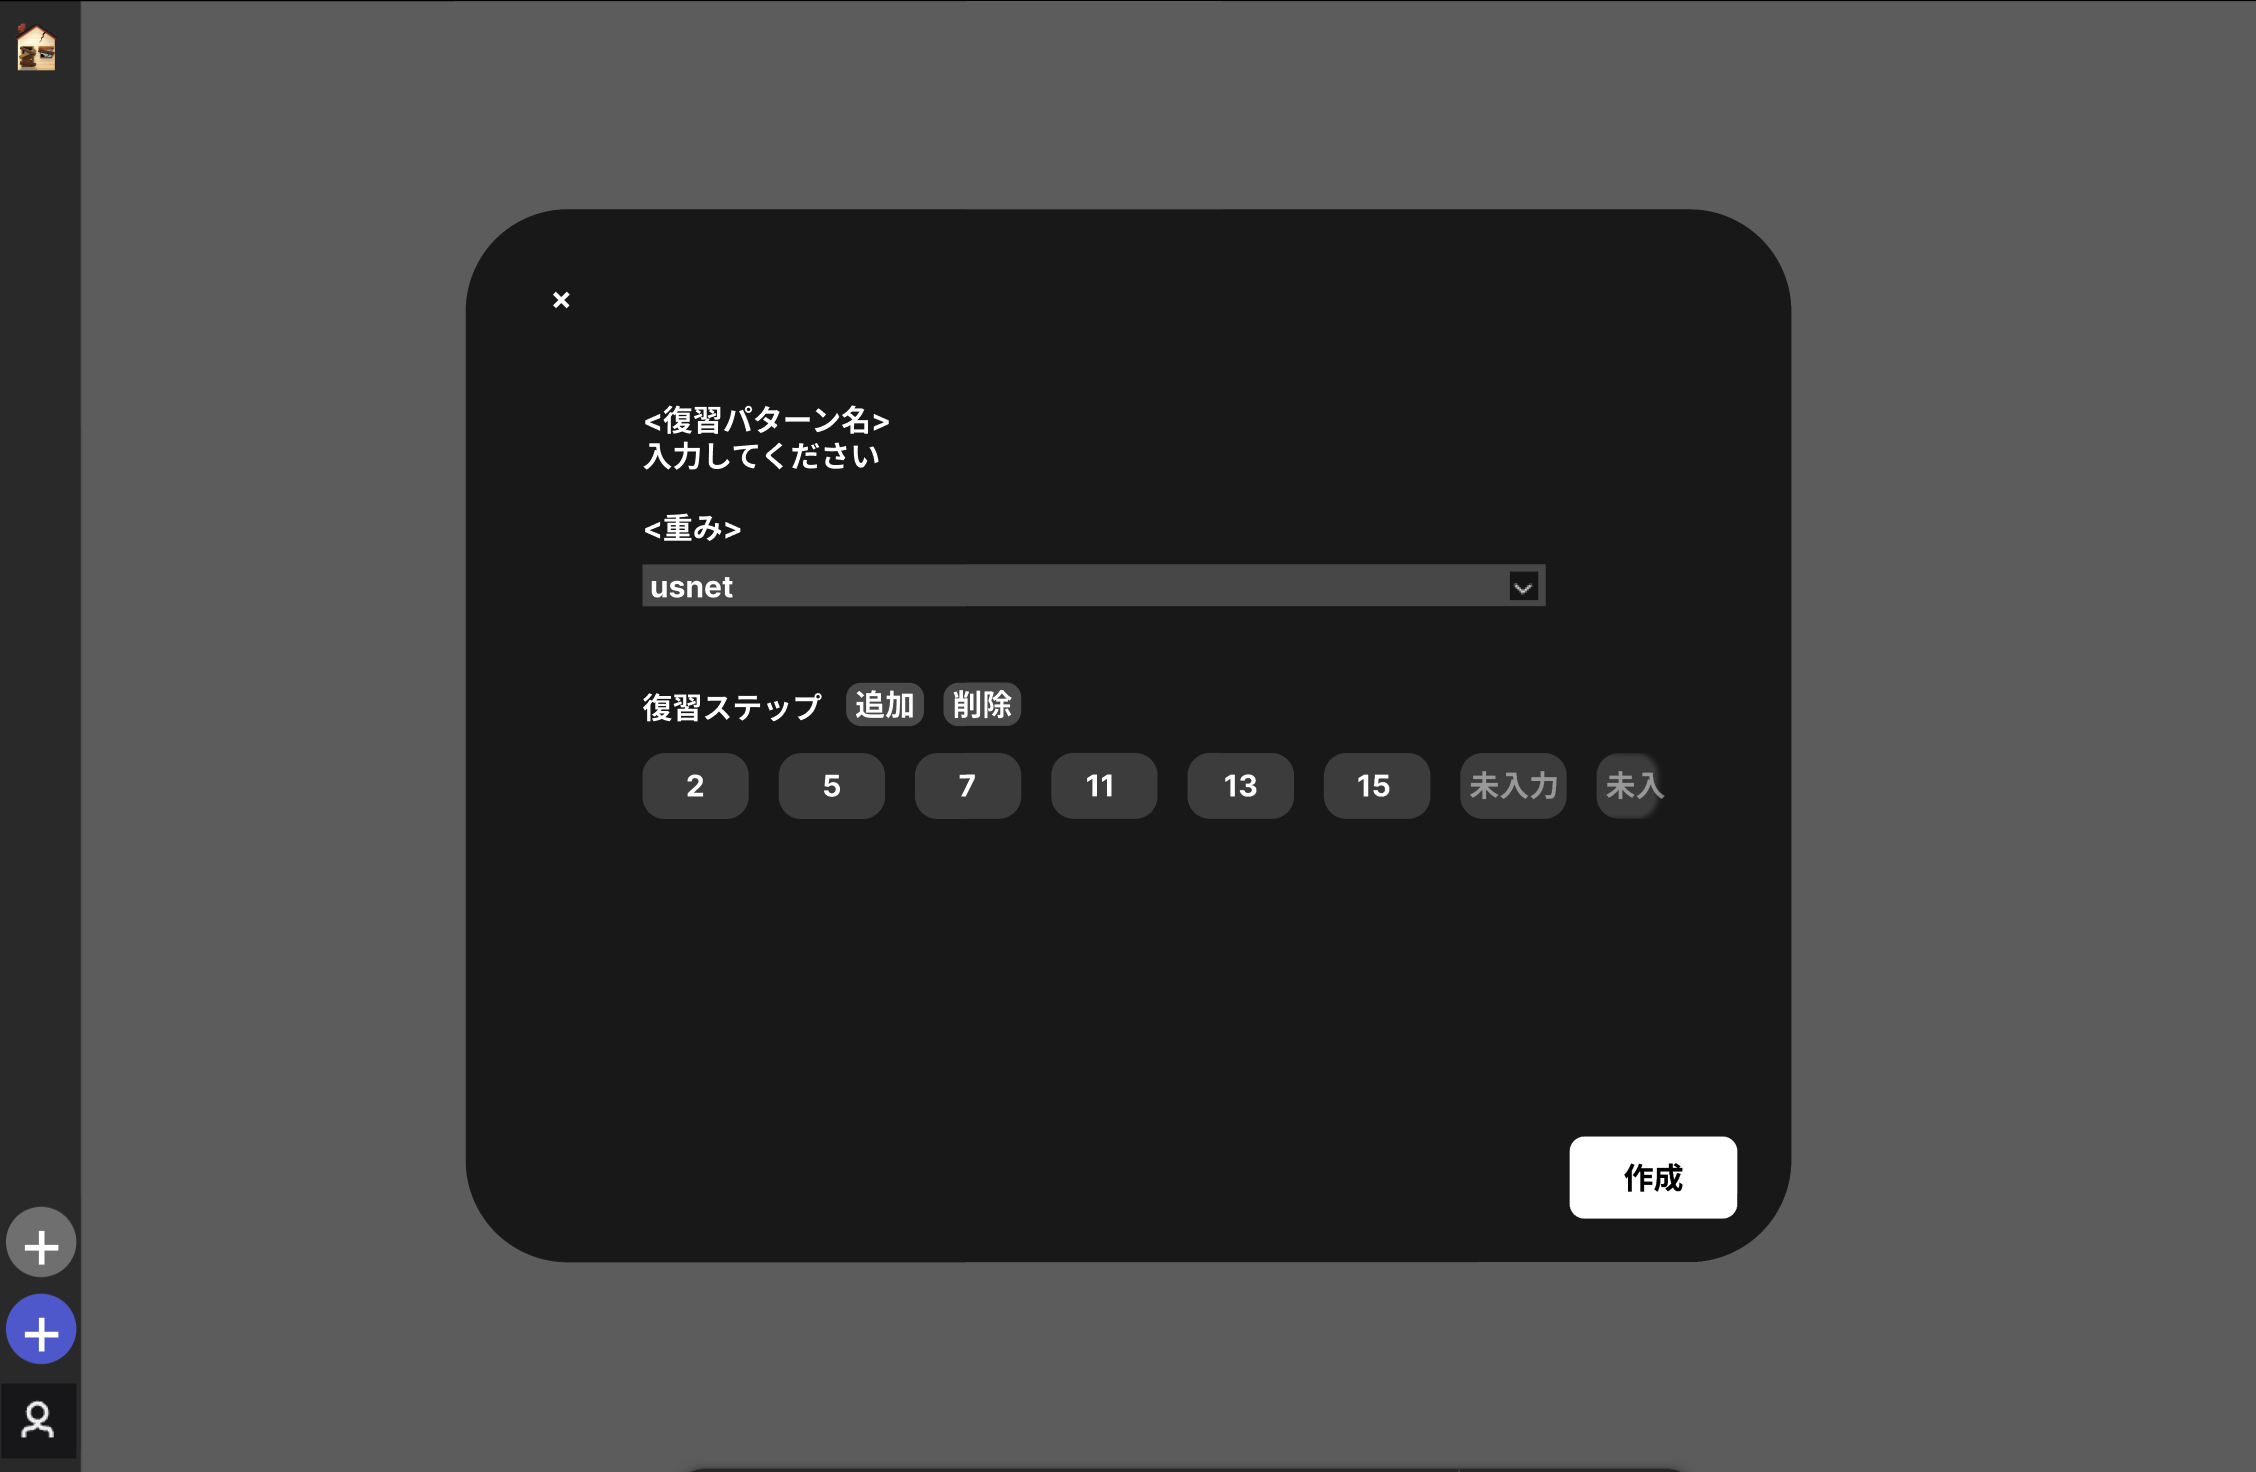 ×
<復習パターン名>
入力してください
<重み>
usnet
復習ステップ 追加 削除
2 5 7 11 13 15 未入力 未入
作成